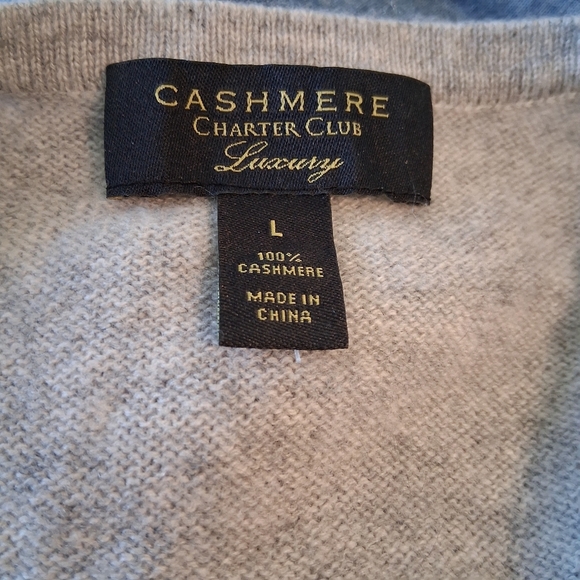 CASHMERE
CHARTER CLUB
Luxury
L
100%
CASHMERE
MADE IN
CHINA